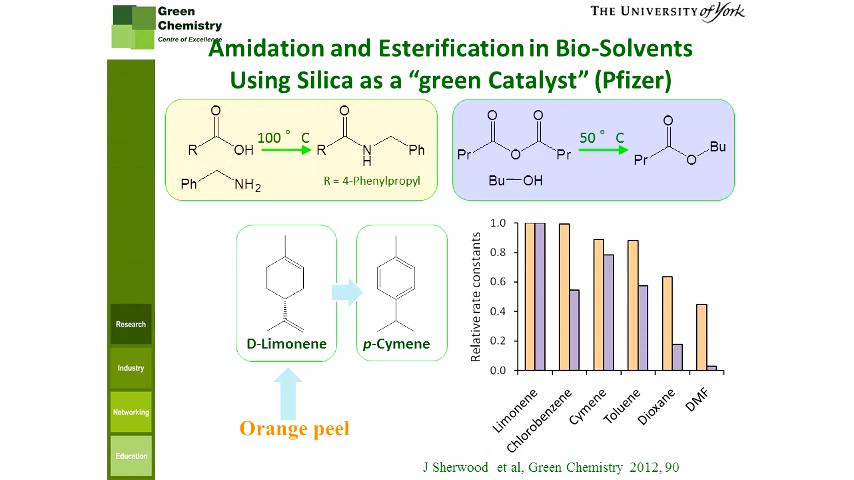 Green
Chemistry
Centre of Excellence
THE UNIVERSITY of York
Amidation and Esterification in Bio-Solvents
Using Silica as a “green Catalyst” (Pfizer)
O
R
OH
100 ° C
O
R
N
H
Ph
Ph
NH2
R = 4-Phenylpropyl
O
O
Pr
O
Pr
50 ° C
O
Pr
O
Bu
Bu
OH
D-Limonene
p-Cymene
Orange peel
Relative rate constants
1.0
0.8
0.6
0.4
0.2
0.0
Limonene
Chlorobenzene
Cymene
Toluene
Dioxane
DMF
Research
Industry
Networking
Education
J Sherwood et al, Green Chemistry 2012, 90